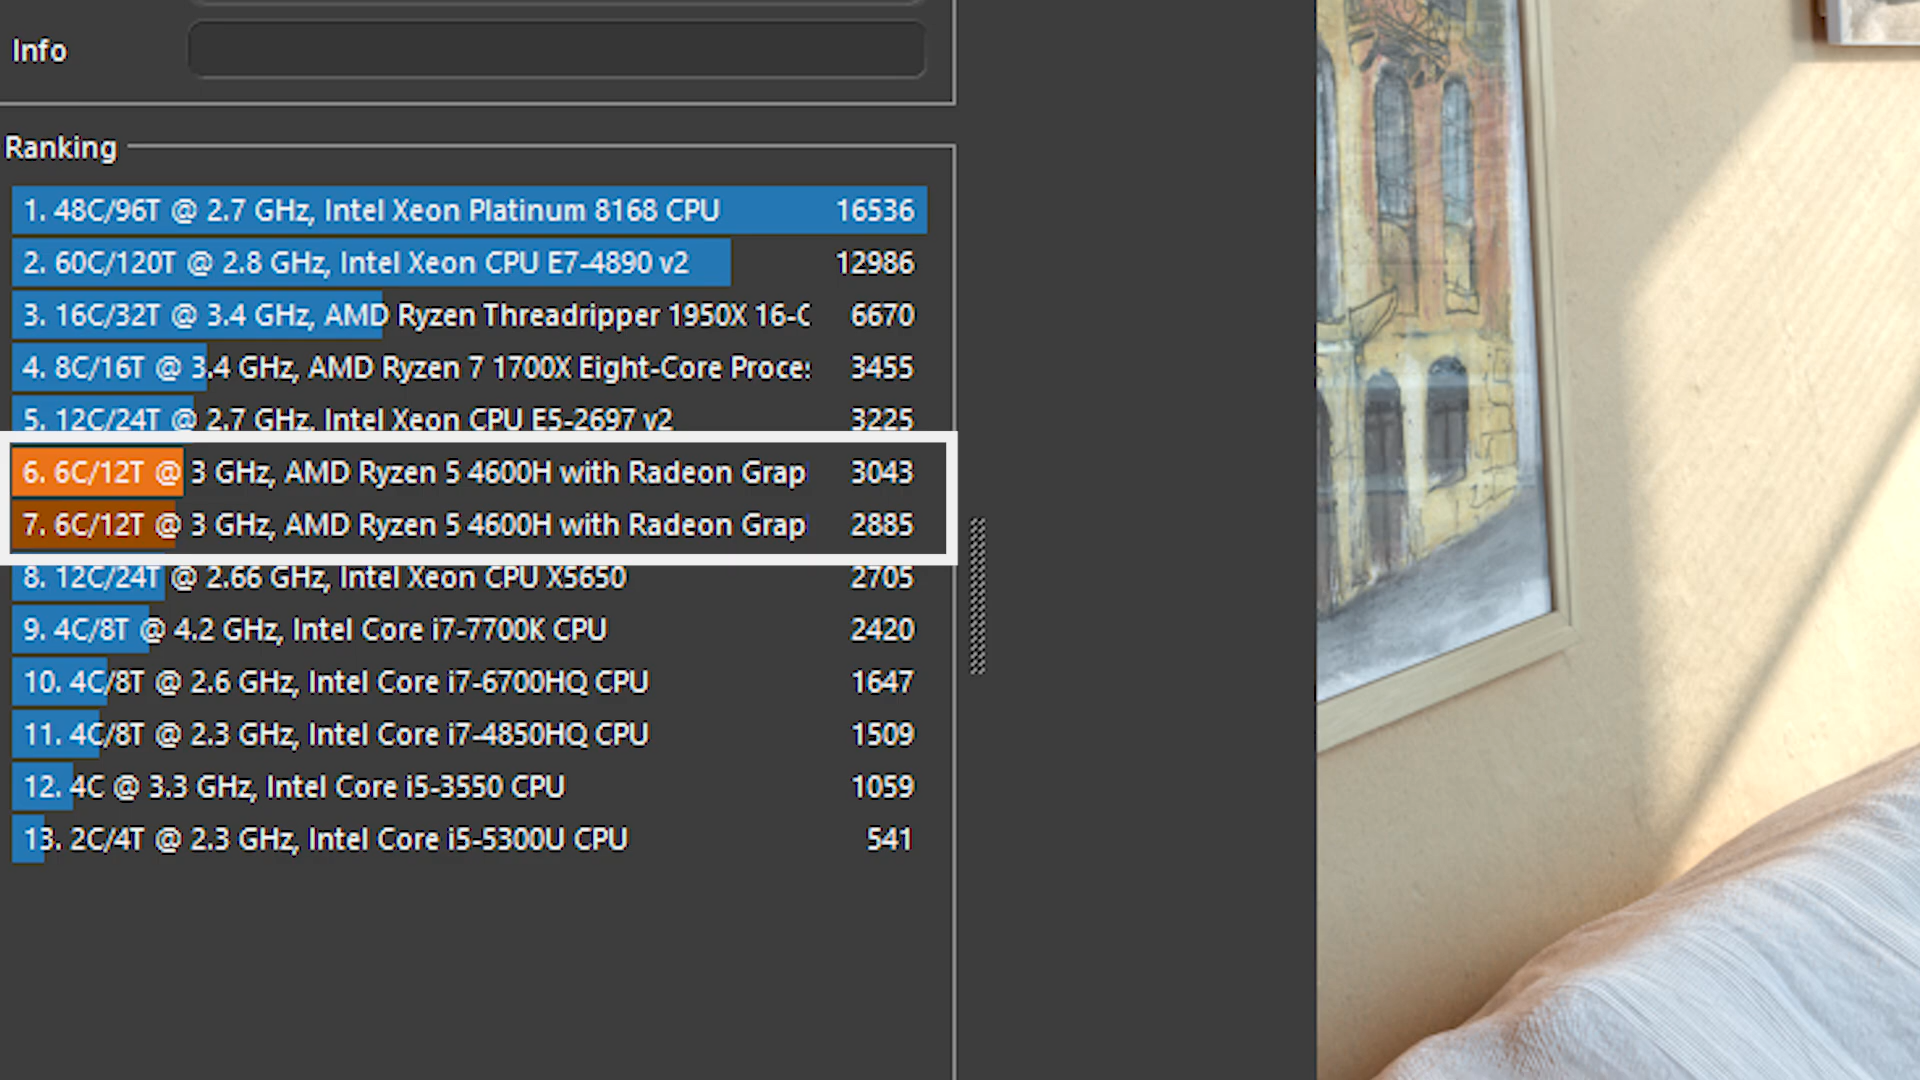 Info
Ranking
1. 48C/96T @ 2.7 GHz, Intel Xeon Platinum 8168 CPU 16536
2. 60C/120T @ 2.8 GHz, Intel Xeon CPU E7-4890 v2 12986
3. 16C/32T @ 3.4 GHz, AMD Ryzen Threadripper 1950X 16-C 6670
4. 8C/16T @ 3.4 GHz, AMD Ryzen 7 1700X Eight-Core Proces 3455
5. 12C/24T @ 2.7 GHz, Intel Xeon CPU E5-2697 v2 3225
6. 6C/12T @ 3 GHz, AMD Ryzen 5 4600H with Radeon Grap 3043
7. 6C/12T @ 3 GHz, AMD Ryzen 5 4600H with Radeon Grap 2885
8. 12C/24T @ 2.66 GHz, Intel Xeon CPU X5650 2705
9. 4C/8T @ 4.2 GHz, Intel Core i7-7700K CPU 2420
10. 4C/8T @ 2.6 GHz, Intel Core i7-6700HQ CPU 1647
11. 4C/8T @ 2.3 GHz, Intel Core i7-4850HQ CPU 1509
12. 4C @ 3.3 GHz, Intel Core i5-3550 CPU 1059
13. 2C/4T @ 2.3 GHz, Intel Core i5-5300U CPU 541